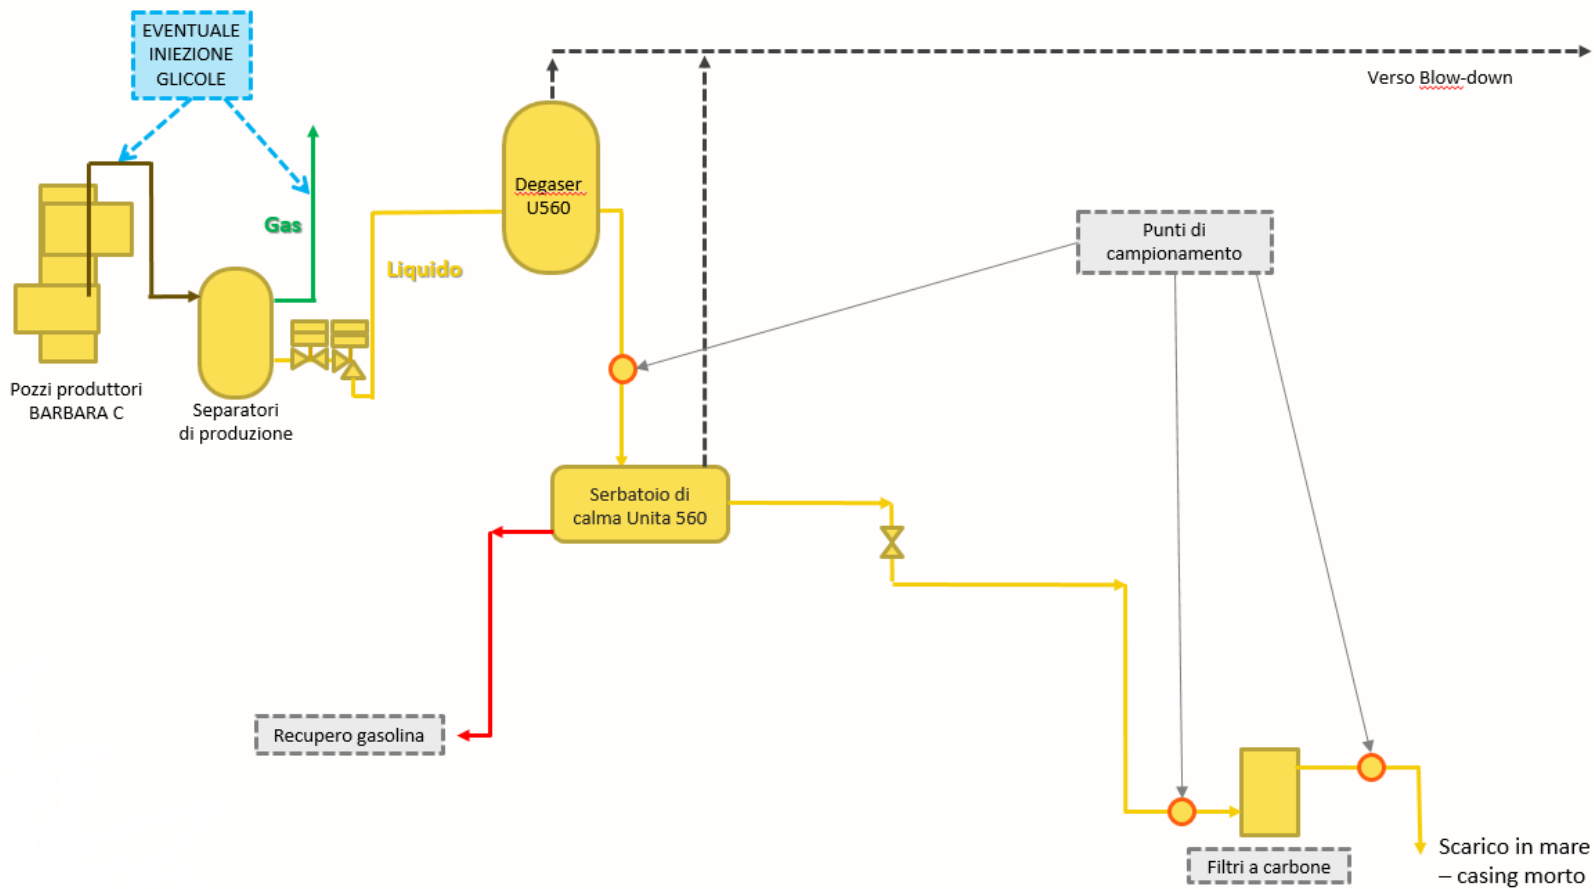 EVENTUALE
INIEZIONE
GLICOLE
Verso Blow-down
Degaser
U560
Gas
Liquido
Punti di
campionamento
Pozzi produttori
BARBARA C
Separatori
di produzione
Serbatoio di
calma Unita 560
Recupero gasolina
Filtri a carbone
Scarico in mare
– casing morto